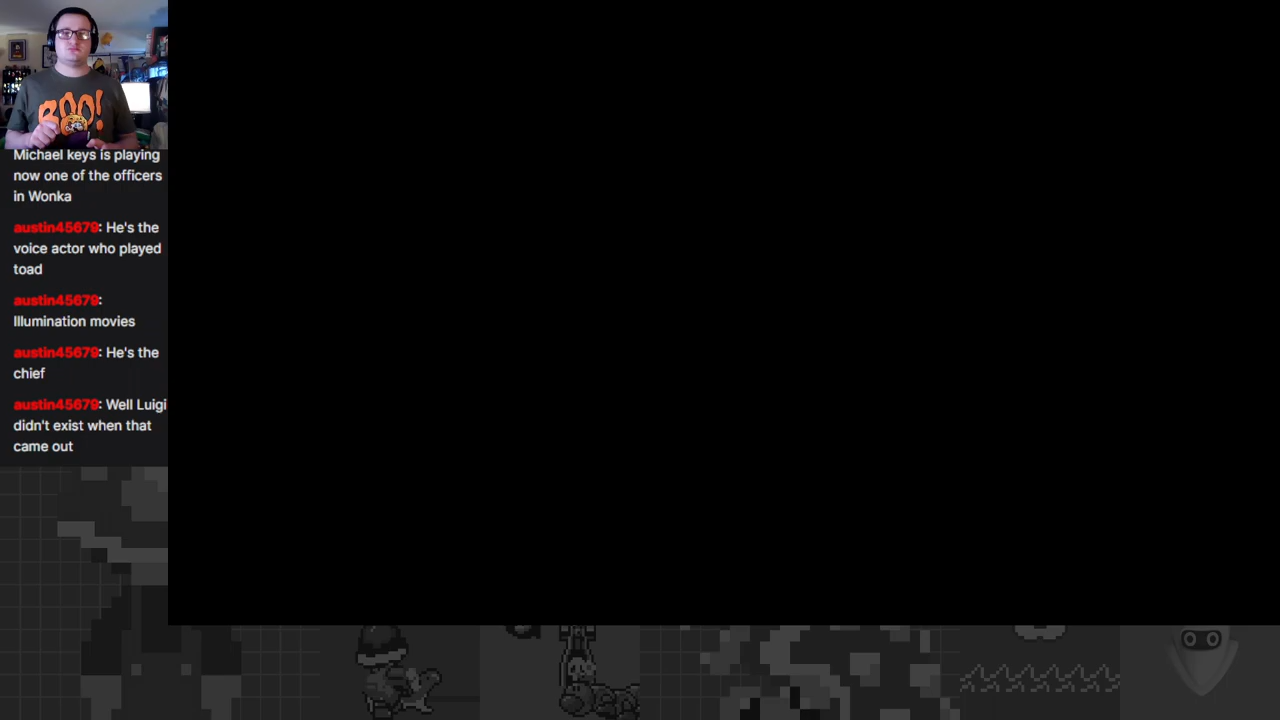 BOO!
Michael keys is playing
now one of the officers
in Wonka
austin45679: He's the
voice actor who played
toad
austin45679:
Illumination movies
austin45679: He's the
chief
austin45679: Well Luigi
didn't exist when that
came out